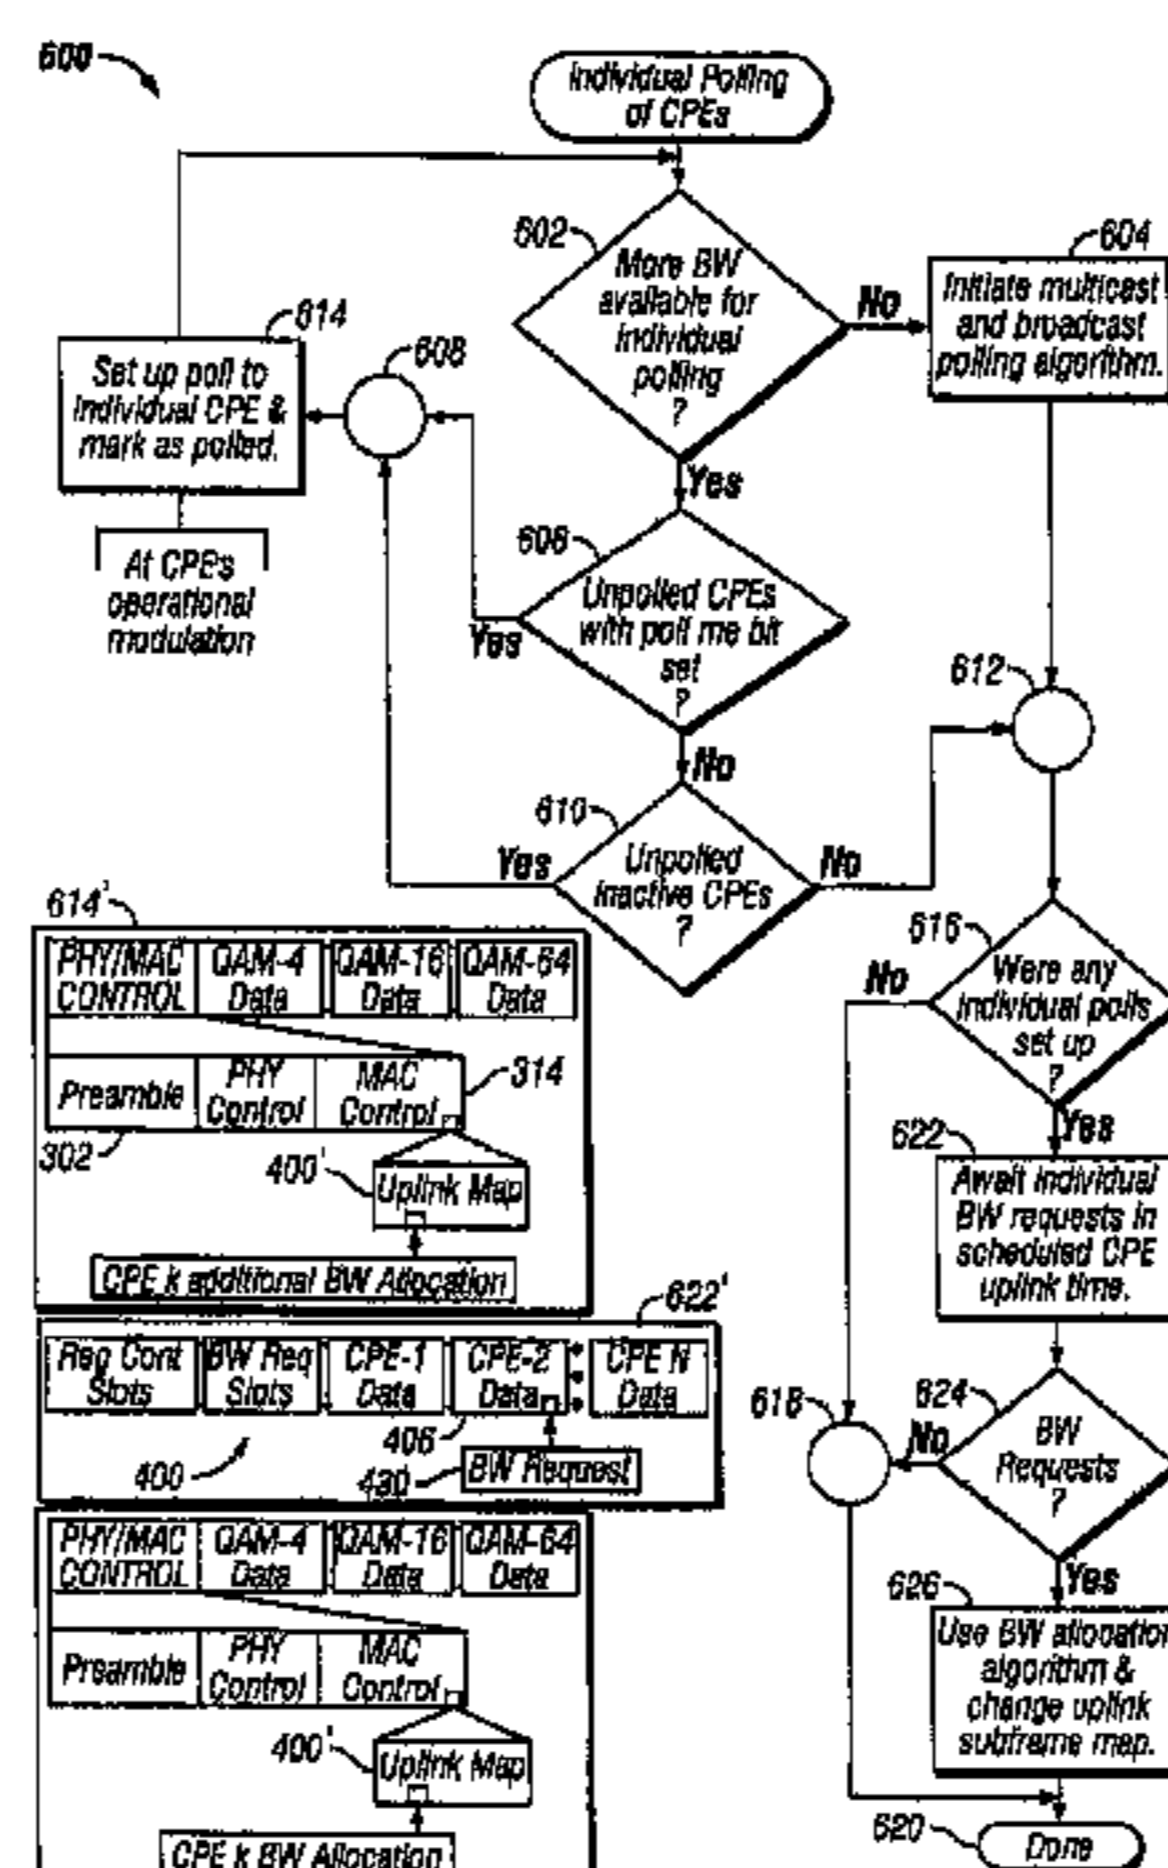 600
Individual Polling
of CPEs
602
More BW
available for
individual
polling
?
No
604
Initiate multicast
and broadcast
polling algorithm.
614
Set up poll to
individual CPE &
mark as polled.
608
Yes
At CPE's
operational
modulation
606
Unpolled CPEs
with poll me bit
set
?
Yes
No
612
610
Unpolled
inactive CPEs
?
Yes
No
614'
PHY/MAC
CONTROL
QAM-4
Data
QAM-16
Data
QAM-64
Data
Preamble
PHY
Control
MAC
Control
314
302
400'
Uplink Map
CPE k additional BW Allocation
616
Were any
individual polls
set up
?
No
Yes
622
Await individual
BW requests in
scheduled CPE
uplink time.
622'
Reg Cont
Slots
BW Req
Slots
CPE-1
Data
CPE-2
Data
CPE N
Data
406
400
430
BW Request
618
624
BW
Requests
?
No
Yes
PHY/MAC
CONTROL
QAM-4
Data
QAM-16
Data
QAM-64
Data
Preamble
PHY
Control
MAC
Control
400'
Uplink Map
CPE k BW Allocation
626
Use BW allocation
algorithm &
change uplink
subframe map.
620
Done